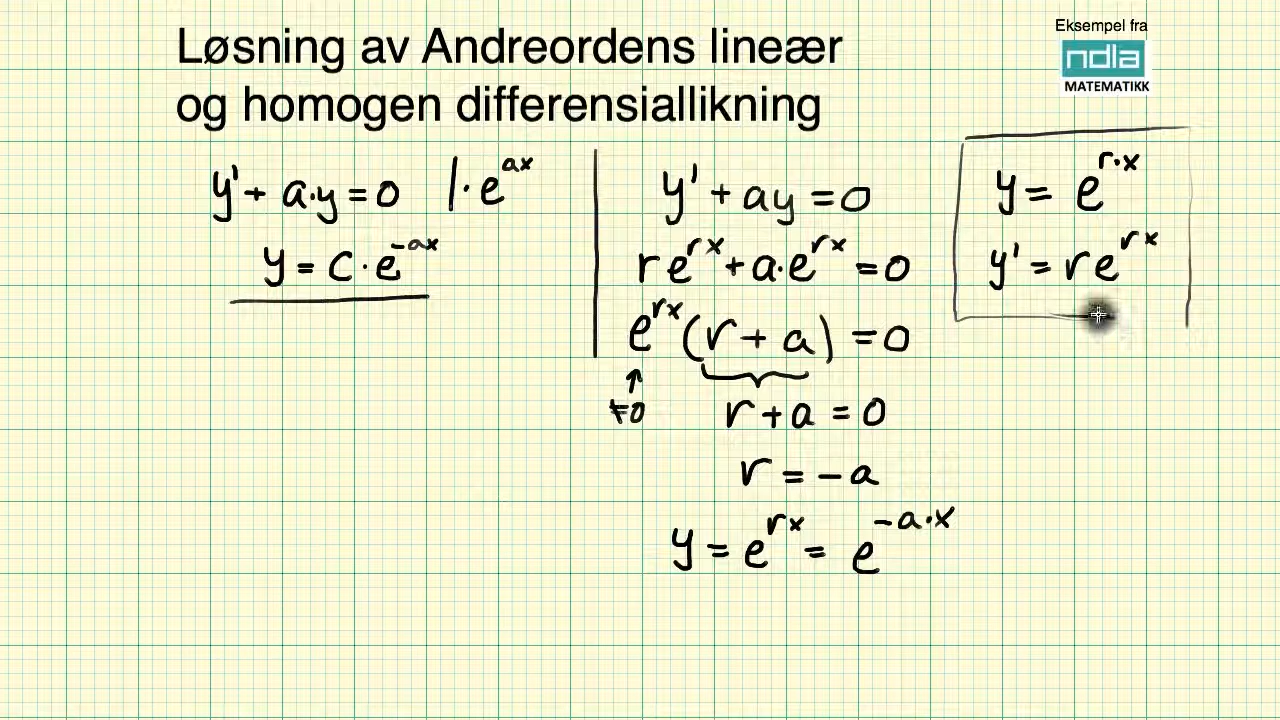 Løsning av Andreordens lineær
og homogen differensiallikning
Eksempel fra
ndla
MATEMATIKK
y' + a·y = 0 | · e^{ax}
y = C · e^{-ax}
y' + ay = 0
re^{rx} + a·e^{rx} = 0
e^{rx} (r + a) = 0
↑
≠0
r + a = 0
r = -a
y = e^{rx} = e^{-a·x}
y = e^{r·x}
y' = re^{rx}